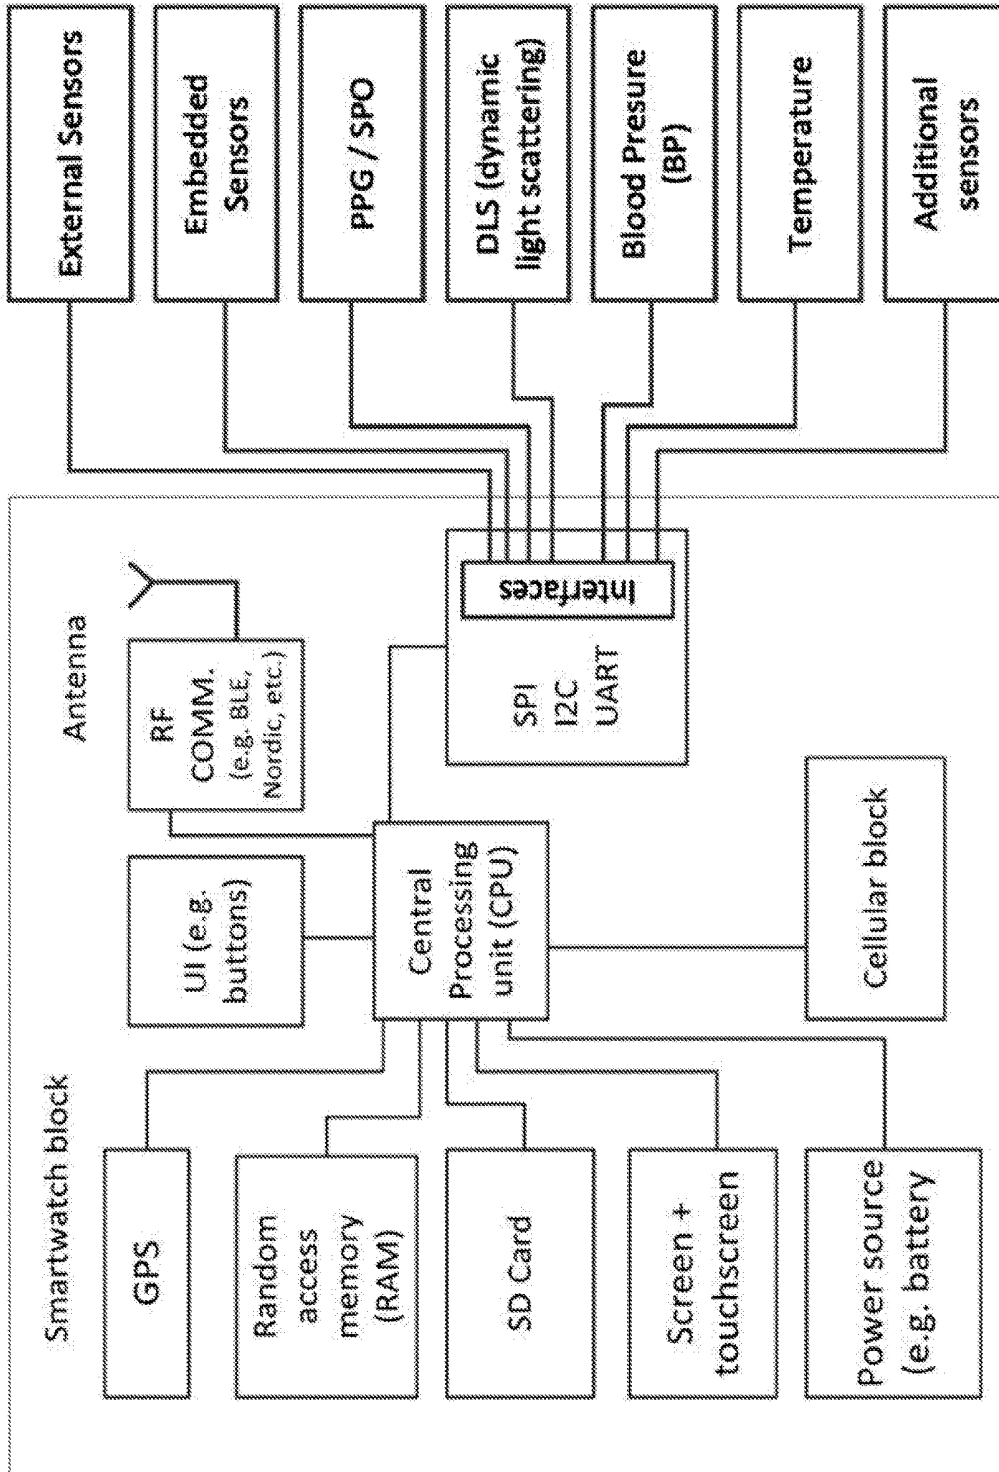 Smartwatch block
GPS
Random
access
memory
(RAM)
SD Card
Screen +
touchscreen
Power source
(e.g. battery
UI (e.g.
buttons)
Central
Processing
unit (CPU)
Cellular block
Antenna
RF
COMM.
(e.g. BLE,
Nordic, etc.)
SPI
I2C
UART
Interfaces
External Sensors
Embedded
Sensors
PPG / SPO
DLS (dynamic
light scattering)
Blood Presure
(BP)
Temperature
Additional
sensors